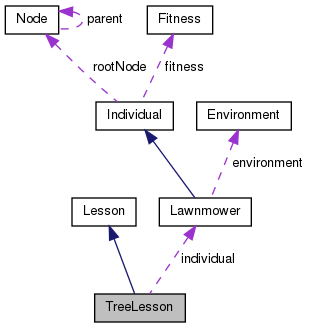 Node
parent
Fitness
rootNode
fitness
Individual
Environment
environment
Lesson
Lawnmower
individual
TreeLesson